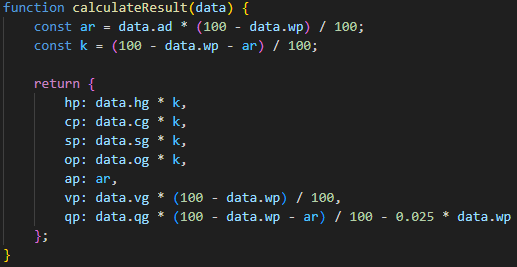 function calculateResult(data) {
    const ar = data.ad * (100 - data.wp) / 100;
    const k = (100 - data.wp - ar) / 100;

    return {
        hp: data.hg * k,
        cp: data.cg * k,
        sp: data.sg * k,
        op: data.og * k,
        ap: ar,
        vp: data.vg * (100 - data.wp) / 100,
        qp: data.qg * (100 - data.wp - ar) / 100 - 0.025 * data.wp
    };
}